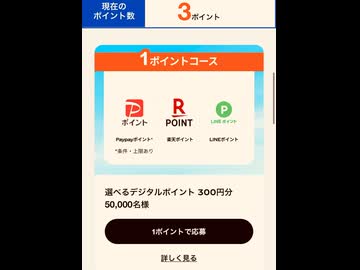 現在の
ポイント数
3ポイント
1ポイントコース
P
ポイント
R
POINT
P
LINE ポイント
Paypayポイント*
楽天ポイント
LINEポイント
*条件・上限あり
選べるデジタルポイント 300円分
50,000名様
1ポイントで応募
詳しく見る